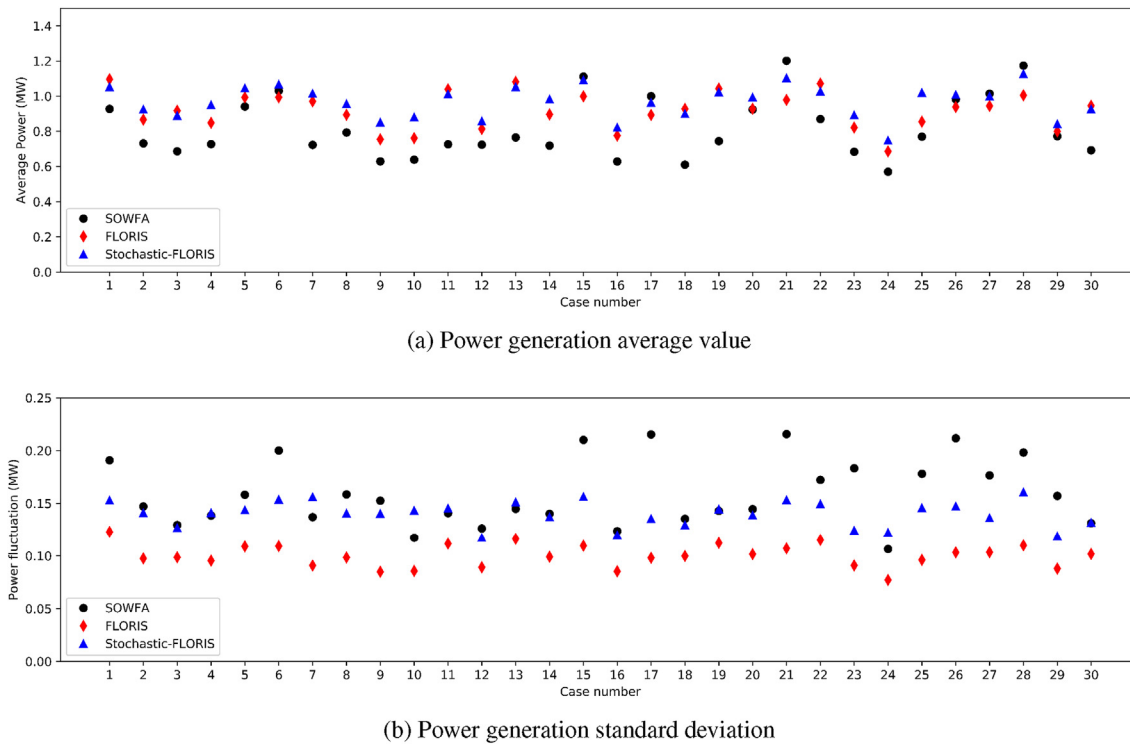 1.4
1.2
1.0
0.8
0.6
0.4
0.2
0.0
Average Power (MW)
SOWFA
FLORIS
Stochastic-FLORIS
1 2 3 4 5 6 7 8 9 10 11 12 13 14 15 16 17 18 19 20 21 22 23 24 25 26 27 28 29 30
Case number
(a) Power generation average value
0.25
0.20
0.15
0.10
0.05
0.00
Power fluctuation (MW)
SOWFA
FLORIS
Stochastic-FLORIS
1 2 3 4 5 6 7 8 9 10 11 12 13 14 15 16 17 18 19 20 21 22 23 24 25 26 27 28 29 30
Case number
(b) Power generation standard deviation